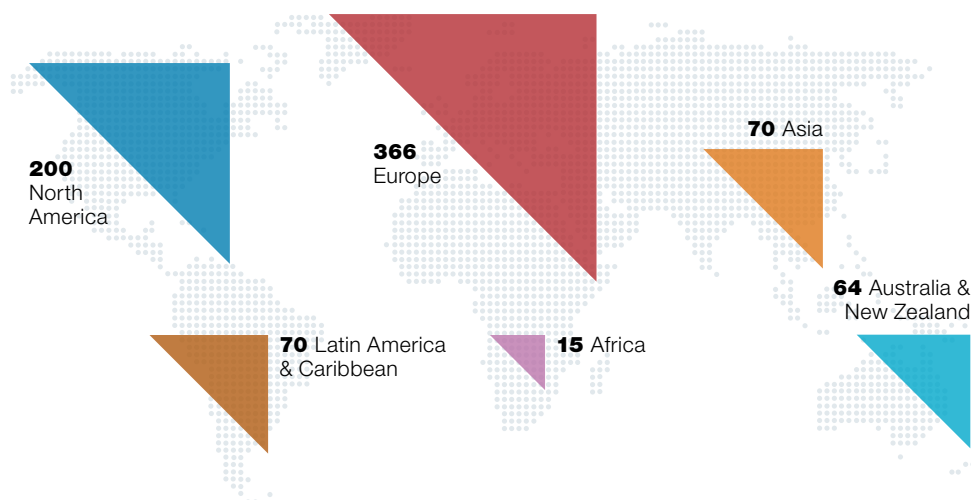 200
North
America
366
Europe
70 Asia
64 Australia &
New Zealand
70 Latin America
& Caribbean
15 Africa